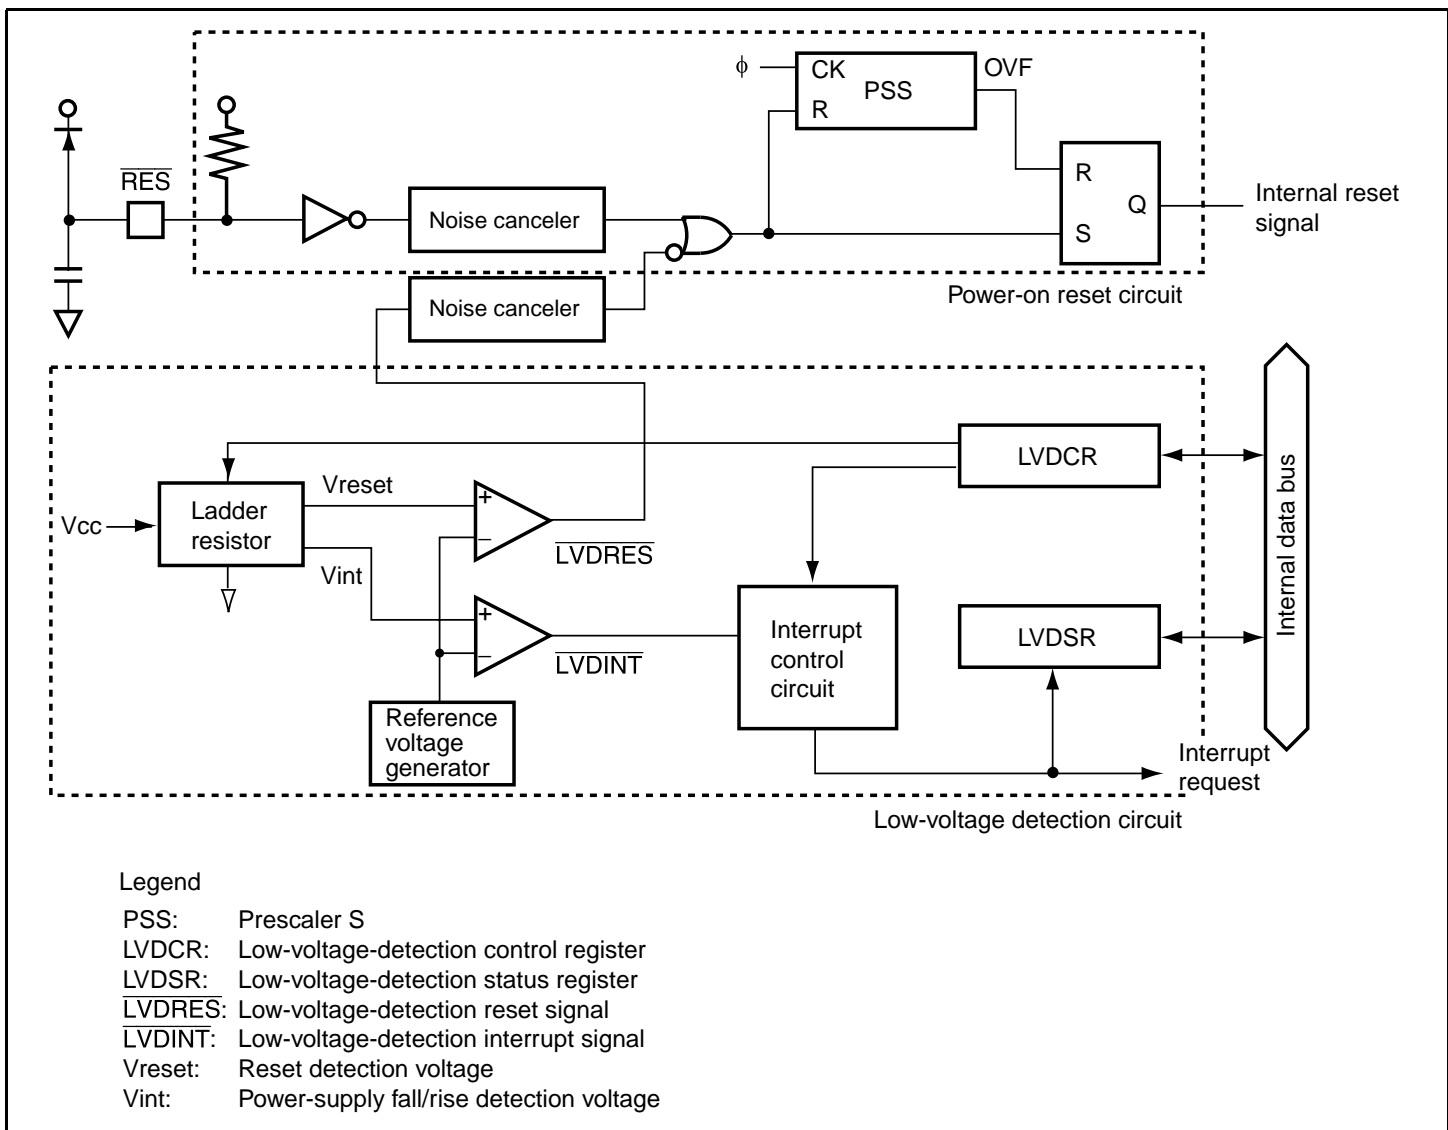 ϕ
CK
PSS
R
OVF
RES
Noise canceler
R
S
Q
Internal reset
signal
Noise canceler
Power-on reset circuit
Vcc
Ladder
resistor
Vreset
Vint
+
–
LVDRES
+
–
LVDINT
Reference
voltage
generator
Interrupt
control
circuit
LVDCR
LVDSR
Internal data bus
Interrupt
request
Low-voltage detection circuit
Legend
PSS: Prescaler S
LVDCR: Low-voltage-detection control register
LVDSR: Low-voltage-detection status register
LVDRES: Low-voltage-detection reset signal
LVDINT: Low-voltage-detection interrupt signal
Vreset: Reset detection voltage
Vint: Power-supply fall/rise detection voltage